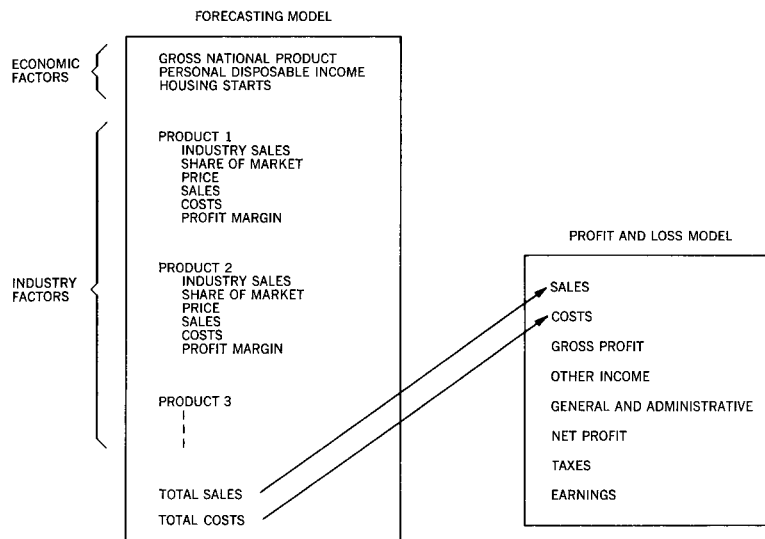 FORECASTING MODEL
ECONOMIC
FACTORS
GROSS NATIONAL PRODUCT
PERSONAL DISPOSABLE INCOME
HOUSING STARTS
INDUSTRY
FACTORS
PRODUCT 1
INDUSTRY SALES
SHARE OF MARKET
PRICE
SALES
COSTS
PROFIT MARGIN
PRODUCT 2
INDUSTRY SALES
SHARE OF MARKET
PRICE
SALES
COSTS
PROFIT MARGIN
PRODUCT 3
TOTAL SALES
TOTAL COSTS
PROFIT AND LOSS MODEL
SALES
COSTS
GROSS PROFIT
OTHER INCOME
GENERAL AND ADMINISTRATIVE
NET PROFIT
TAXES
EARNINGS